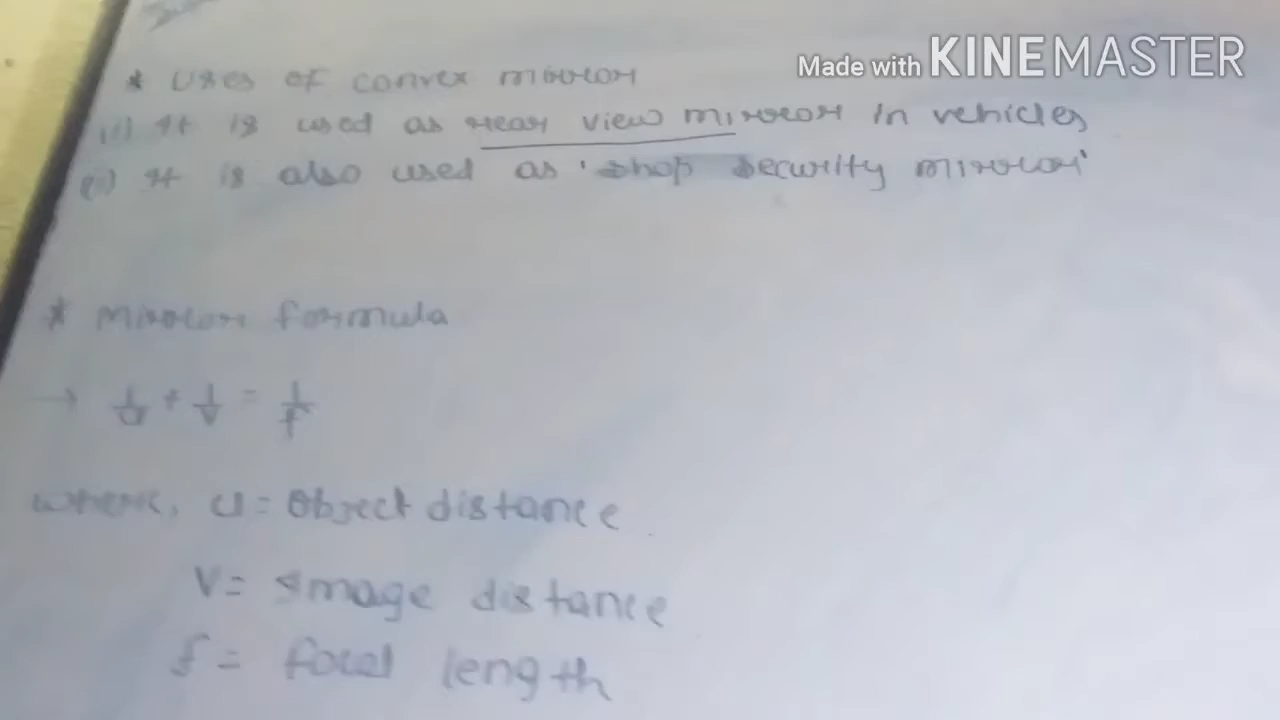 Made with KINEMASTER
* Uses of convex mirror
(i) It is used as rear view mirror in vehicles
(ii) It is also used as 'shop security mirror'
* Mirror formula
→ 1/u + 1/v = 1/f
where, u = Object distance
v = Image distance
f = focal length